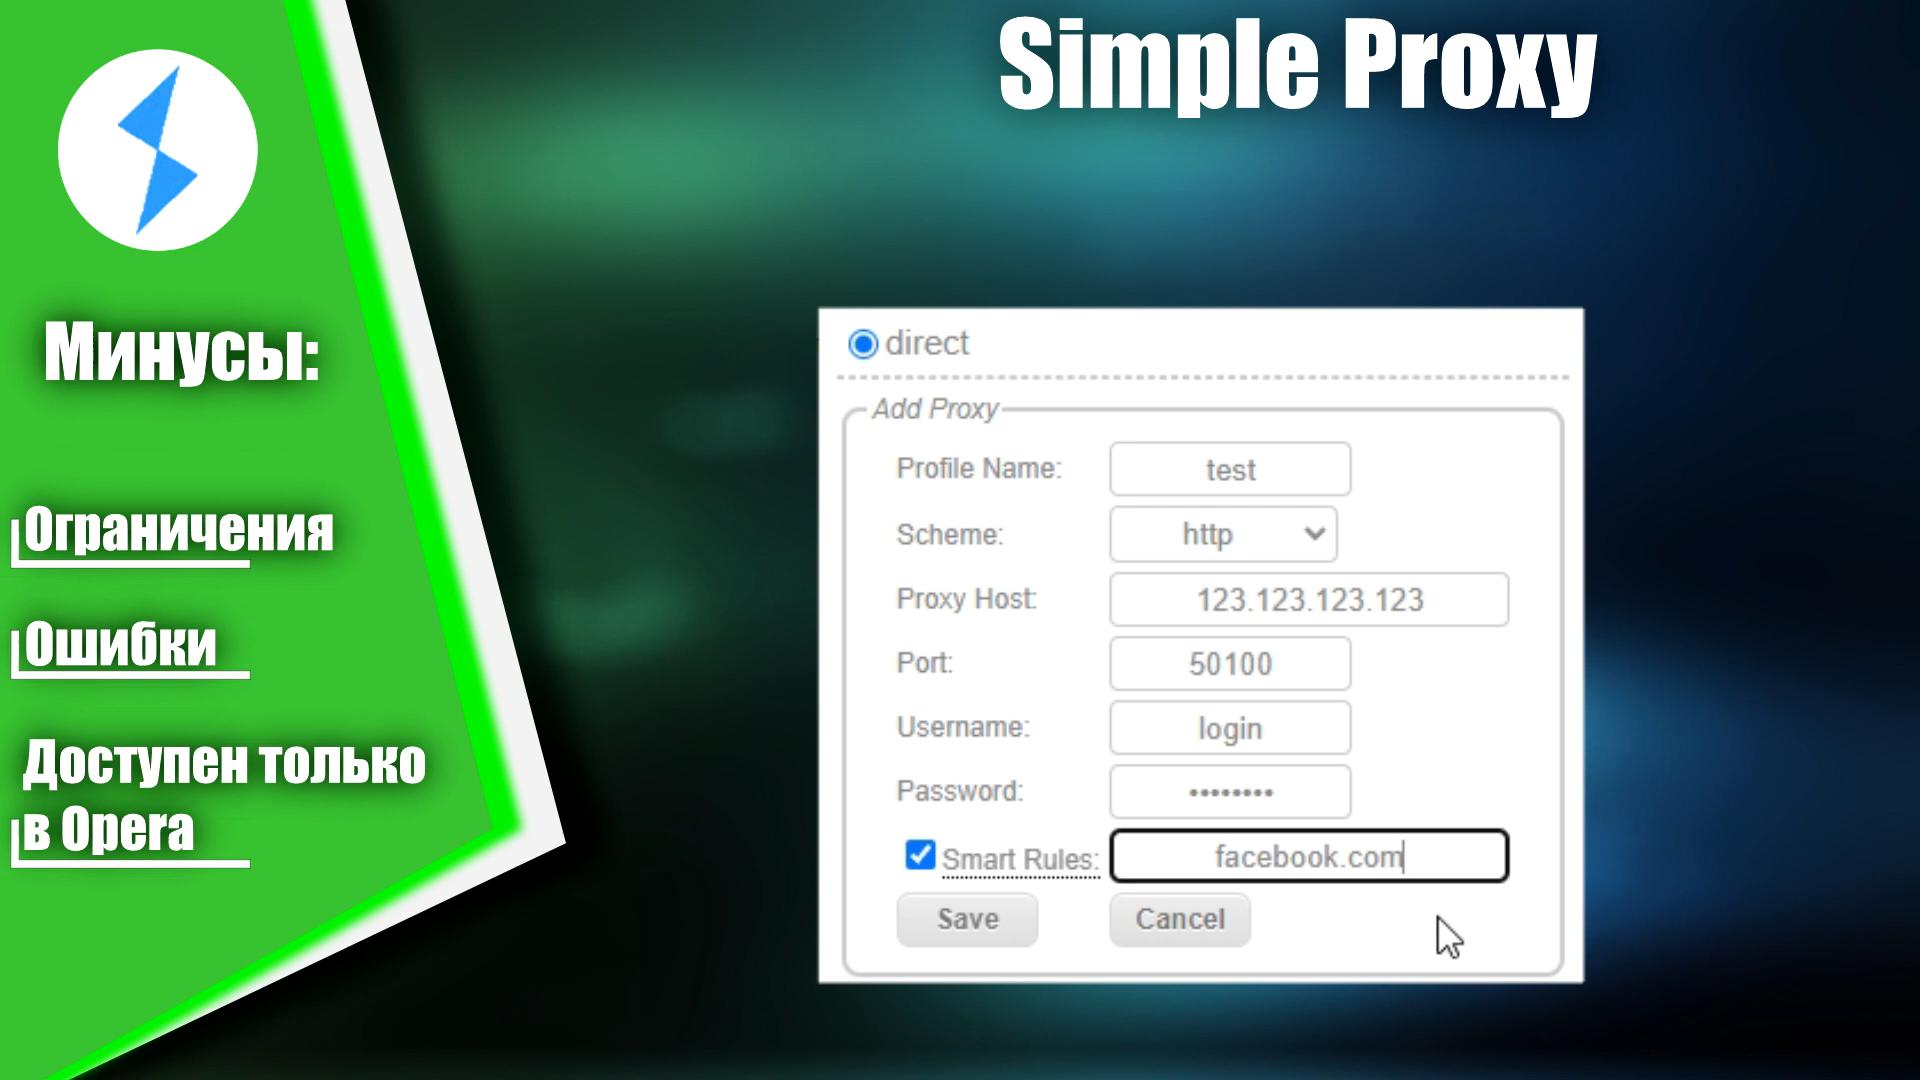 Simple Proxy
Минусы:
Ограничения
Ошибки
Доступен только
в Opera
direct
Add Proxy
Profile Name: test
Scheme: http
Proxy Host: 123.123.123.123
Port: 50100
Username: login
Password: ••••••••
Smart Rules: facebook.com
Save Cancel